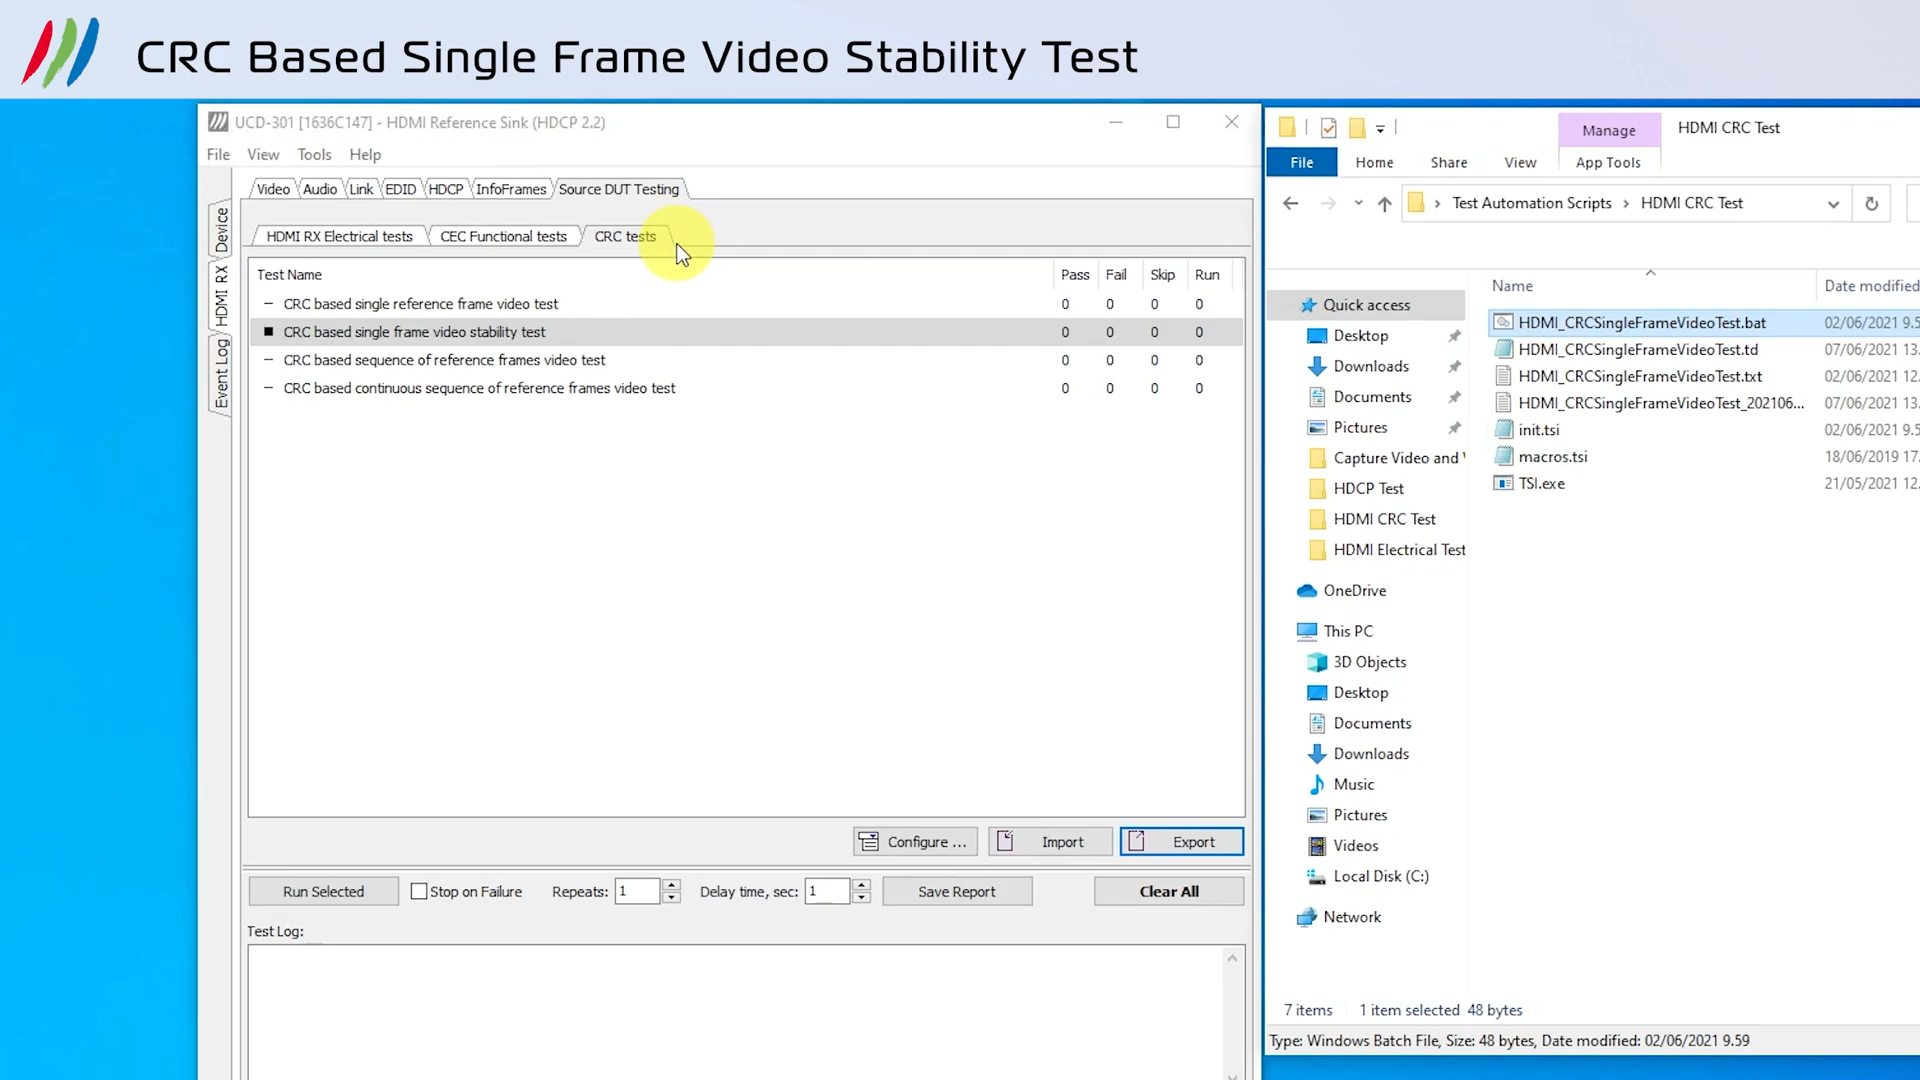 CRC Based Single Frame Video Stability Test
UCD-301 [1636C147] - HDMI Reference Sink (HDCP 2.2)
File View Tools Help
Video Audio Link EDID HDCP InfoFrames Source DUT Testing
Device
HDMI RX
Event Log
HDMI RX Electrical tests CEC Functional tests CRC tests
Test Name Pass Fail Skip Run
CRC based single reference frame video test 0 0 0 0
CRC based single frame video stability test 0 0 0 0
CRC based sequence of reference frames video test 0 0 0 0
CRC based continuous sequence of reference frames video test 0 0 0 0
Configure ... Import Export
Run Selected Stop on Failure Repeats: 1 Delay time, sec: 1 Save Report Clear All
Test Log:
Manage HDMI CRC Test
File Home Share View App Tools
Test Automation Scripts › HDMI CRC Test
Name Date modified
Quick access
Desktop
Downloads
Documents
Pictures
Capture Video and
HDCP Test
HDMI CRC Test
HDMI Electrical Test
OneDrive
This PC
3D Objects
Desktop
Documents
Downloads
Music
Pictures
Videos
Local Disk (C:)
Network
HDMI_CRCSingleFrameVideoTest.bat 02/06/2021 9.5
HDMI_CRCSingleFrameVideoTest.td 07/06/2021 13.
HDMI_CRCSingleFrameVideoTest.txt 02/06/2021 12.
HDMI_CRCSingleFrameVideoTest_202106... 07/06/2021 13.
init.tsi 02/06/2021 9.5
macros.tsi 18/06/2019 17.
TSI.exe 21/05/2021 12.
7 items 1 item selected 48 bytes
Type: Windows Batch File, Size: 48 bytes, Date modified: 02/06/2021 9.59